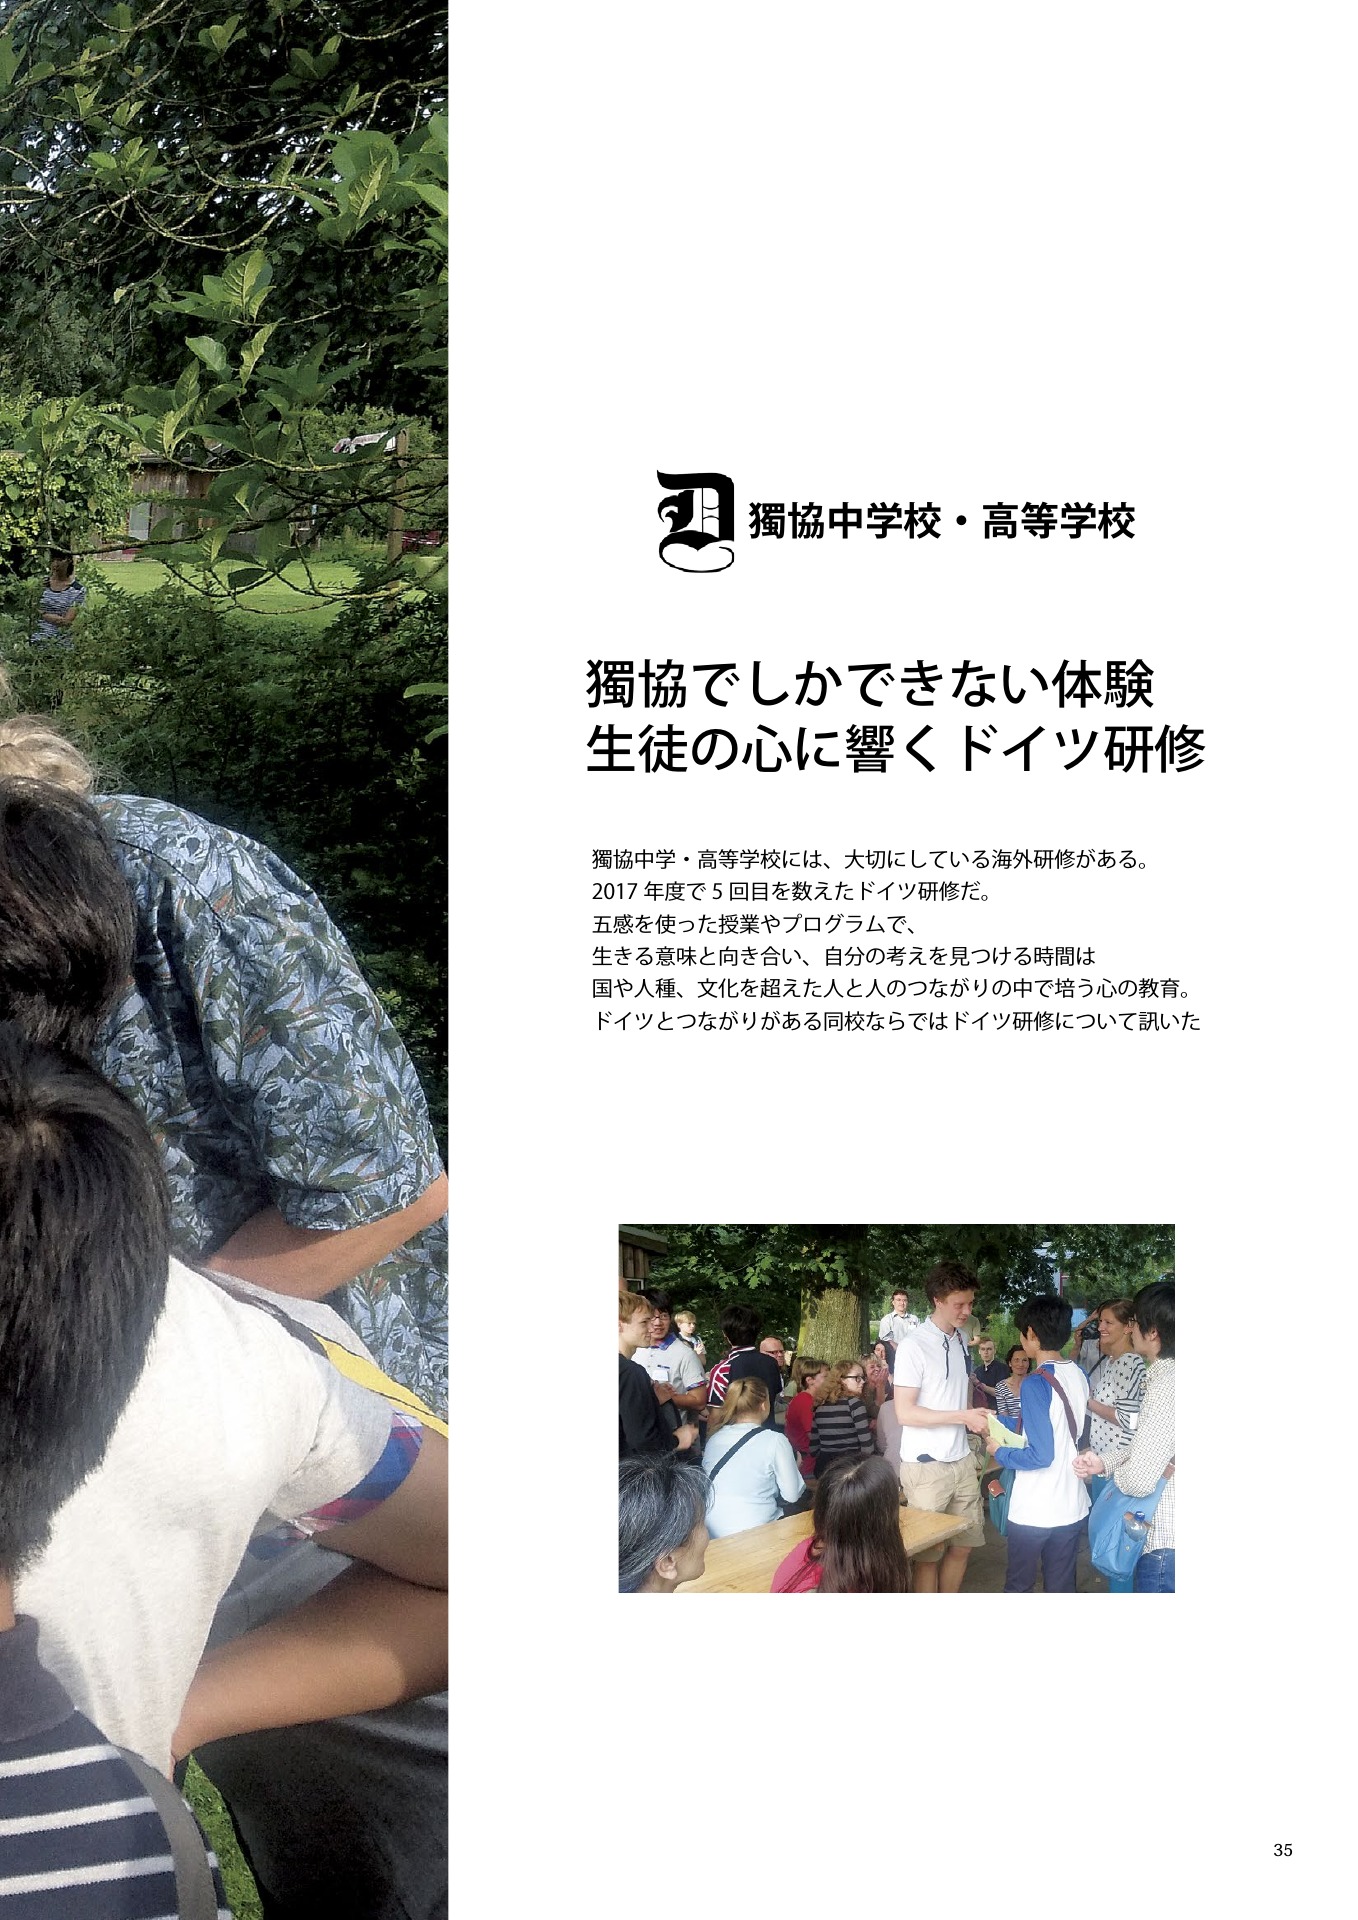 D
獨協中学校・高等学校
獨協でしかできない体験
生徒の心に響くドイツ研修
獨協中学・高等学校には、大切にしている海外研修がある。
2017 年度で 5 回目を数えたドイツ研修だ。
五感を使った授業やプログラムで、
生きる意味と向き合い、自分の考えを見つける時間は
国や人種、文化を超えた人と人のつながりの中で培う心の教育。
ドイツとつながりがある同校ならではドイツ研修について訊いた
35